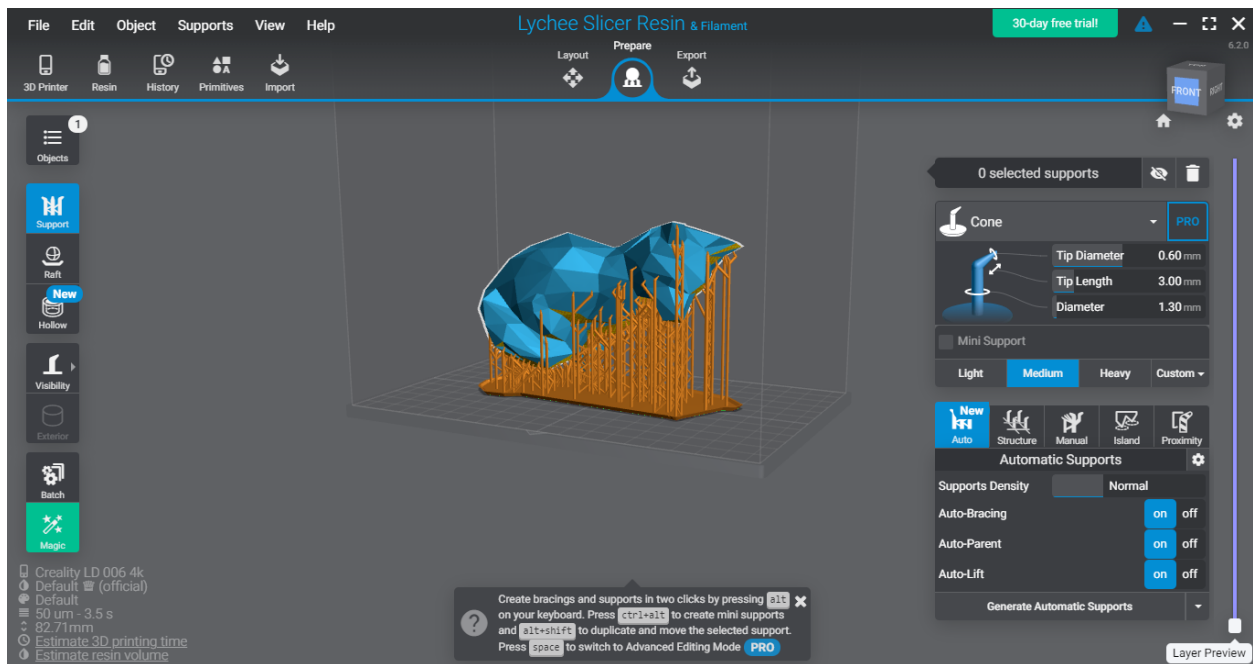 File Edit Object Supports View Help
Lychee Slicer Resin & Filament
30-day free trial!
6.2.0
3D Printer Resin History Primitives Import
Layout Prepare Export
FRONT RIGHT
1
Objects
Support
Raft
New
Hollow
Visibility
Exterior
Batch
Magic
Creality LD 006 4k
Default (official)
Default
50 um - 3.5 s
82.71mm
Estimate 3D printing time
Estimate resin volume
0 selected supports
Cone PRO
Tip Diameter 0.60 mm
Tip Length 3.00 mm
Diameter 1.30 mm
Mini Support
Light Medium Heavy Custom
New
Auto Structure Manual Island Proximity
Automatic Supports
Supports Density Normal
Auto-Bracing on off
Auto-Parent on off
Auto-Lift on off
Generate Automatic Supports
Create bracings and supports in two clicks by pressing alt
on your keyboard. Press ctrl+alt to create mini supports
and alt+shift to duplicate and move the selected support.
Press space to switch to Advanced Editing Mode PRO
Layer Preview